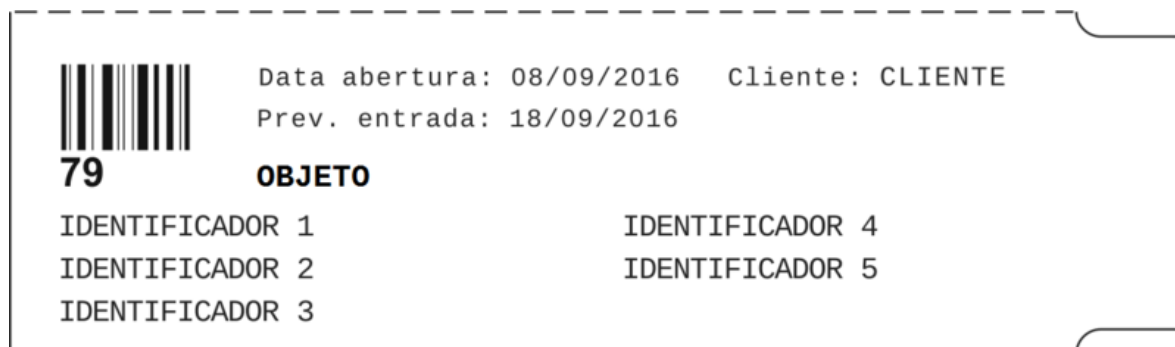 Data abertura: 08/09/2016 Cliente: CLIENTE
Prev. entrada: 18/09/2016
79 OBJETO
IDENTIFICADOR 1 IDENTIFICADOR 4
IDENTIFICADOR 2 IDENTIFICADOR 5
IDENTIFICADOR 3